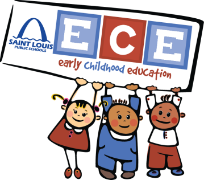 SAINT LOUIS
PUBLIC SCHOOLS
ECE
early childhood education
E